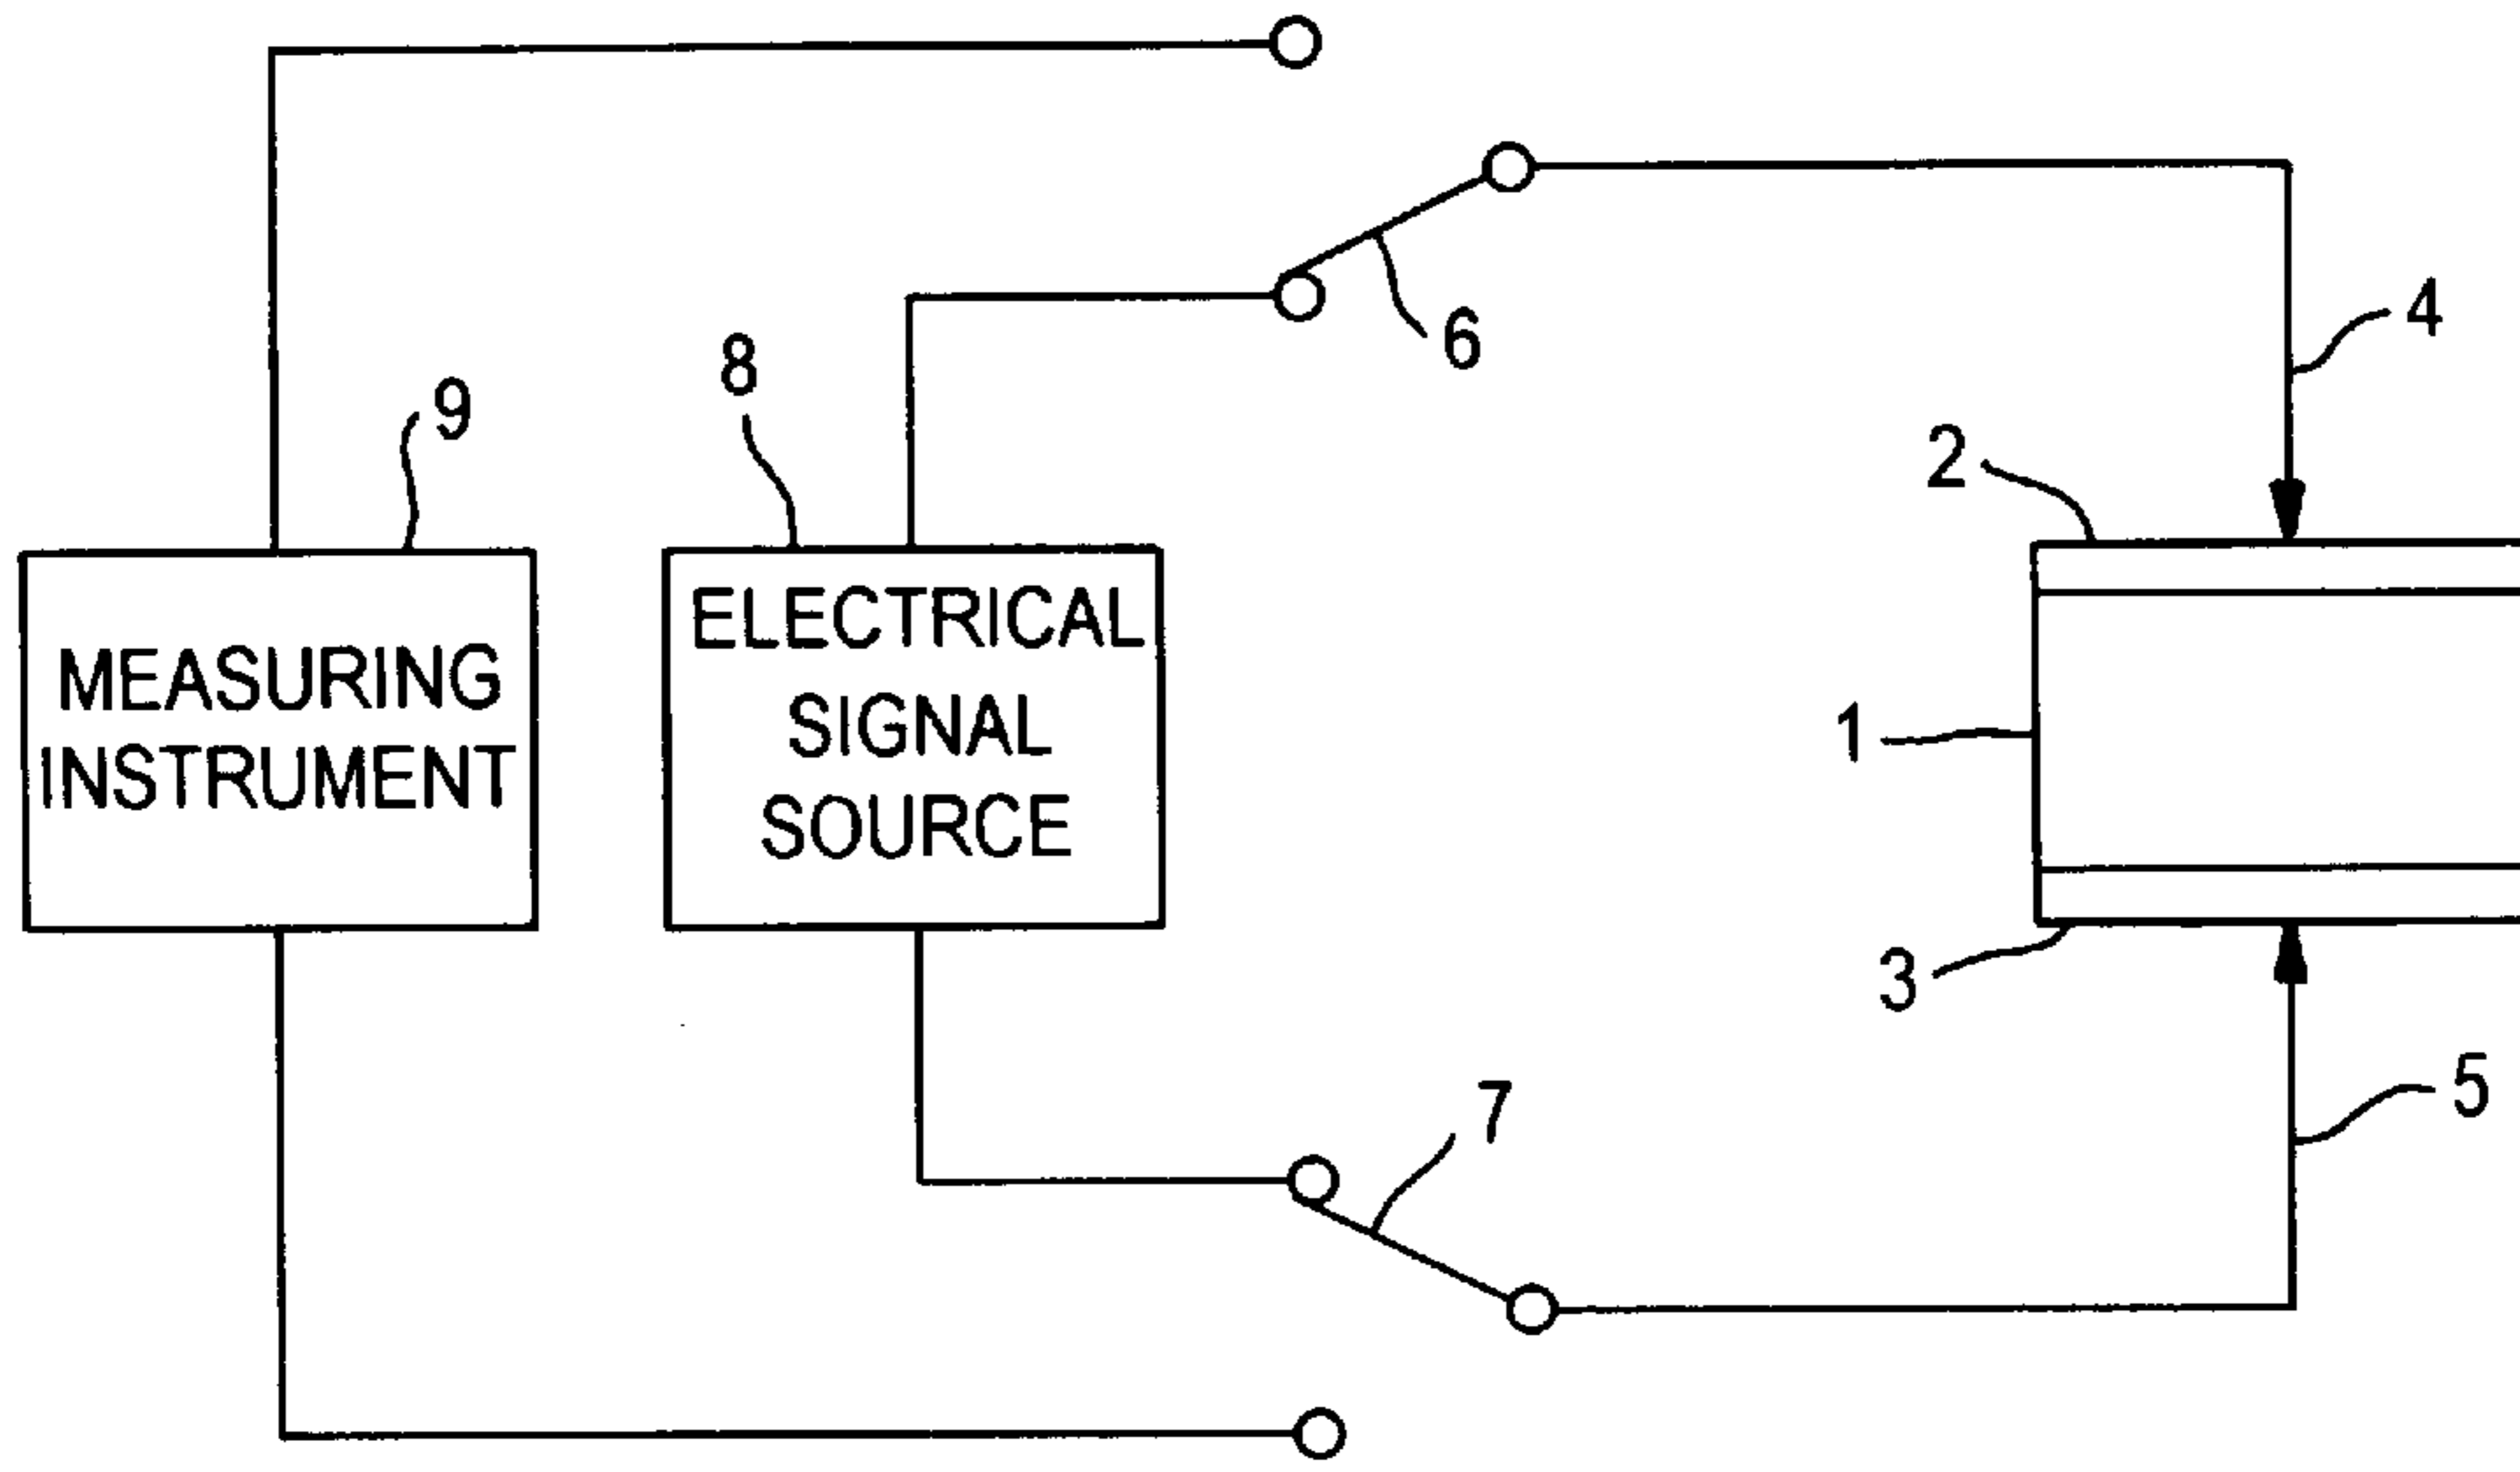 6
4
8
9
2
MEASURING
INSTRUMENT
ELECTRICAL
SIGNAL
SOURCE
1
3
5
7